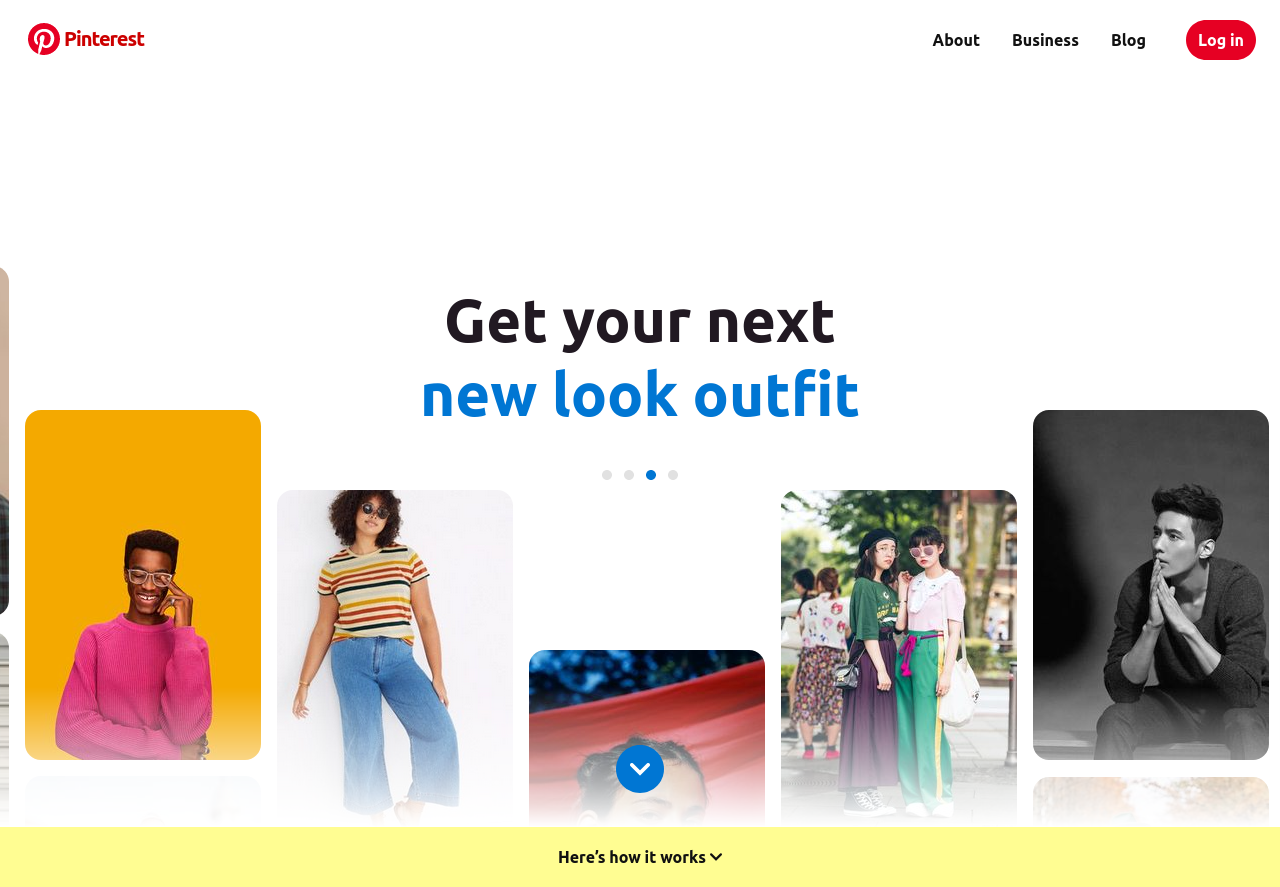 Pinterest
About
Business
Blog
Log in
Get your next
new look outfit
Here’s how it works